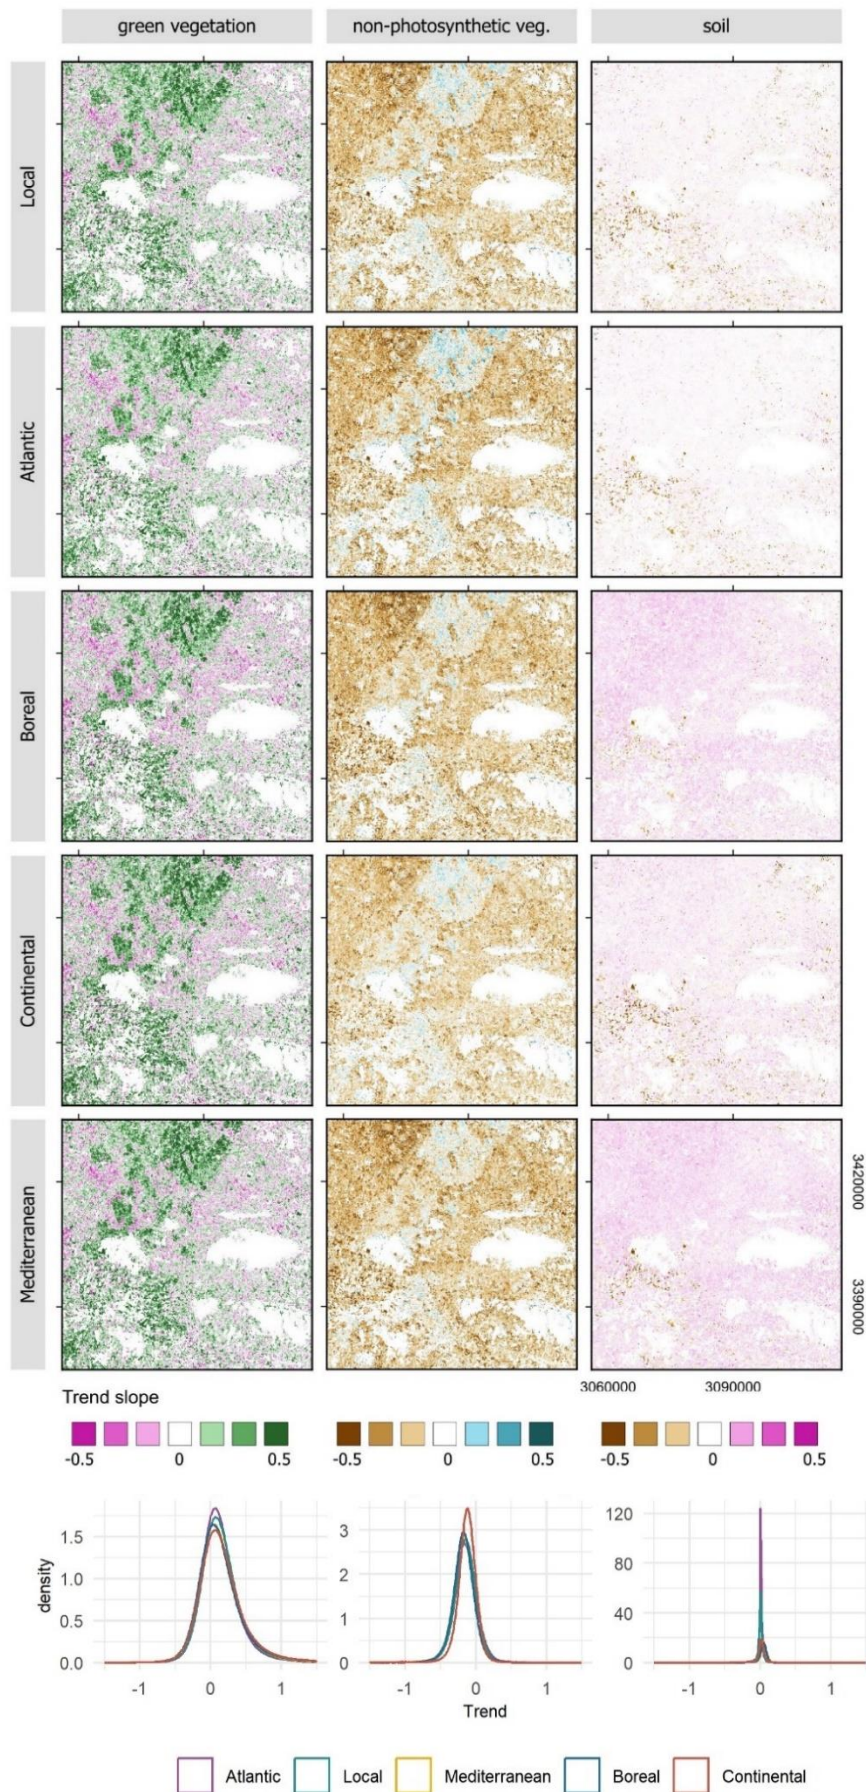 green vegetation
non-photosynthetic veg.
soil
Local
Atlantic
Boreal
Continental
Mediterranean
3420000
3390000
3060000
3090000
Trend slope
-0.5 0 0.5
-0.5 0 0.5
-0.5 0 0.5
density
1.5
1.0
0.5
0.0
-1 0 1
3
2
1
0
-1 0 1
120
80
40
0
-1 0 1
Trend
Atlantic Local Mediterranean Boreal Continental